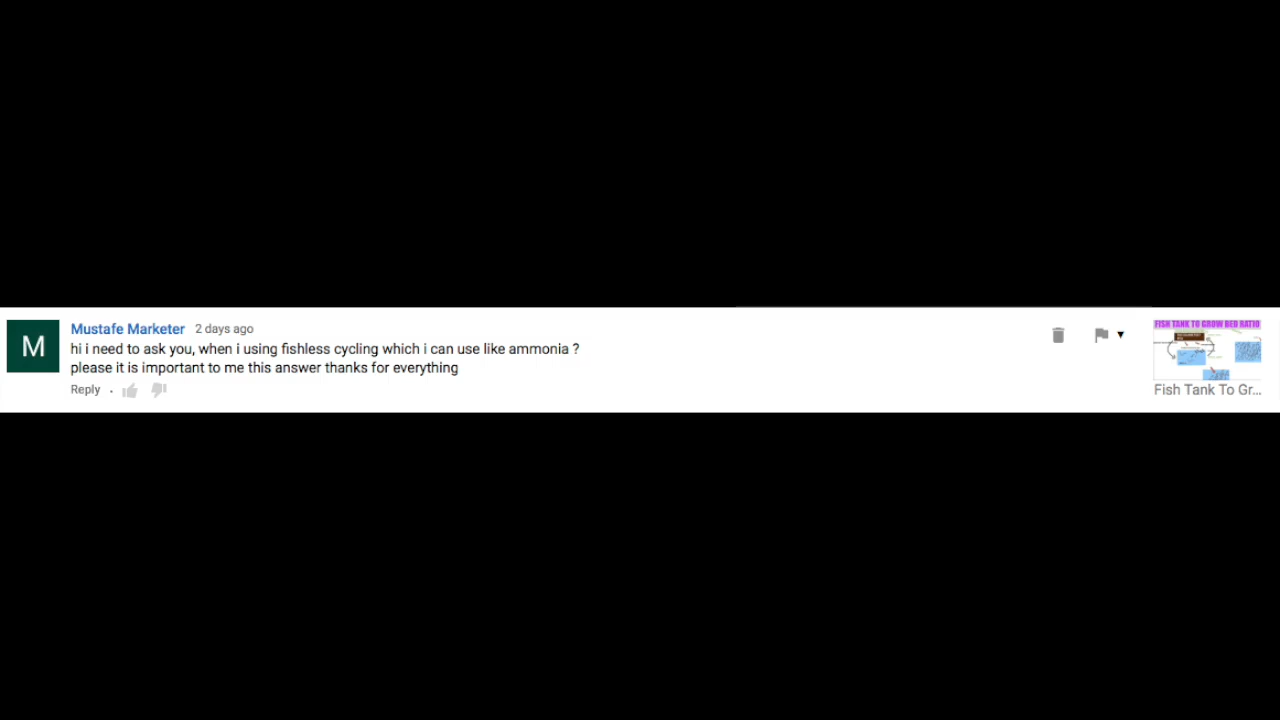 M
Mustafe Marketer 2 days ago
hi i need to ask you, when i using fishless cycling which i can use like ammonia ?
please it is important to me this answer thanks for everything
Reply ·
FISH TANK TO GROW BED RATIO
Fish Tank To Gr...